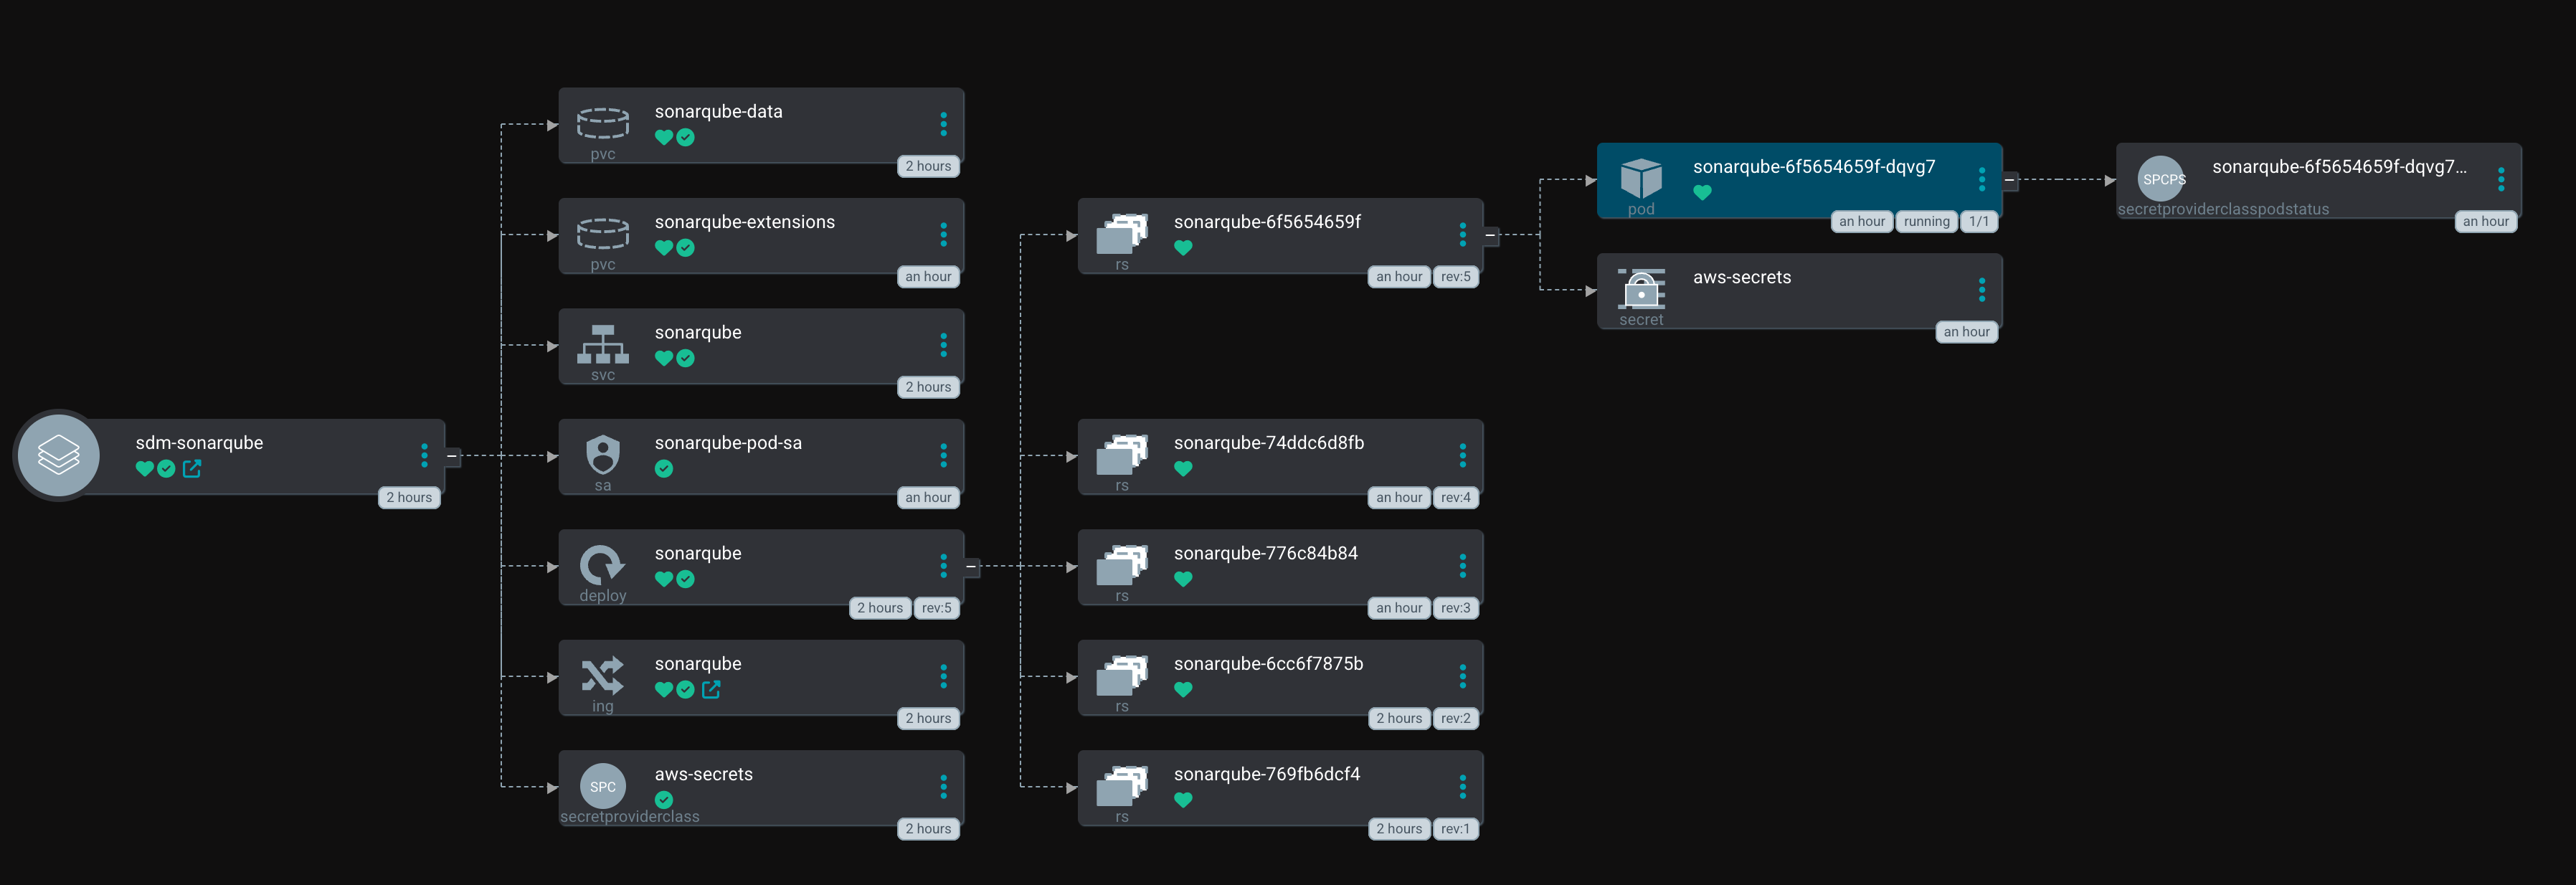 sdm-sonarqube
2 hours
sonarqube-data
pvc
2 hours
sonarqube-extensions
pvc
an hour
sonarqube
svc
2 hours
sonarqube-pod-sa
sa
an hour
sonarqube
deploy
2 hours rev:5
sonarqube
ing
2 hours
SPC
aws-secrets
secretproviderclass
2 hours
sonarqube-6f5654659f
rs
an hour rev:5
sonarqube-74ddc6d8fb
rs
an hour rev:4
sonarqube-776c84b84
rs
an hour rev:3
sonarqube-6cc6f7875b
rs
2 hours rev:2
sonarqube-769fb6dcf4
rs
2 hours rev:1
sonarqube-6f5654659f-dqvg7
pod
an hour running 1/1
aws-secrets
secret
an hour
SPCPS
sonarqube-6f5654659f-dqvg7...
secretproviderclasspodstatus
an hour